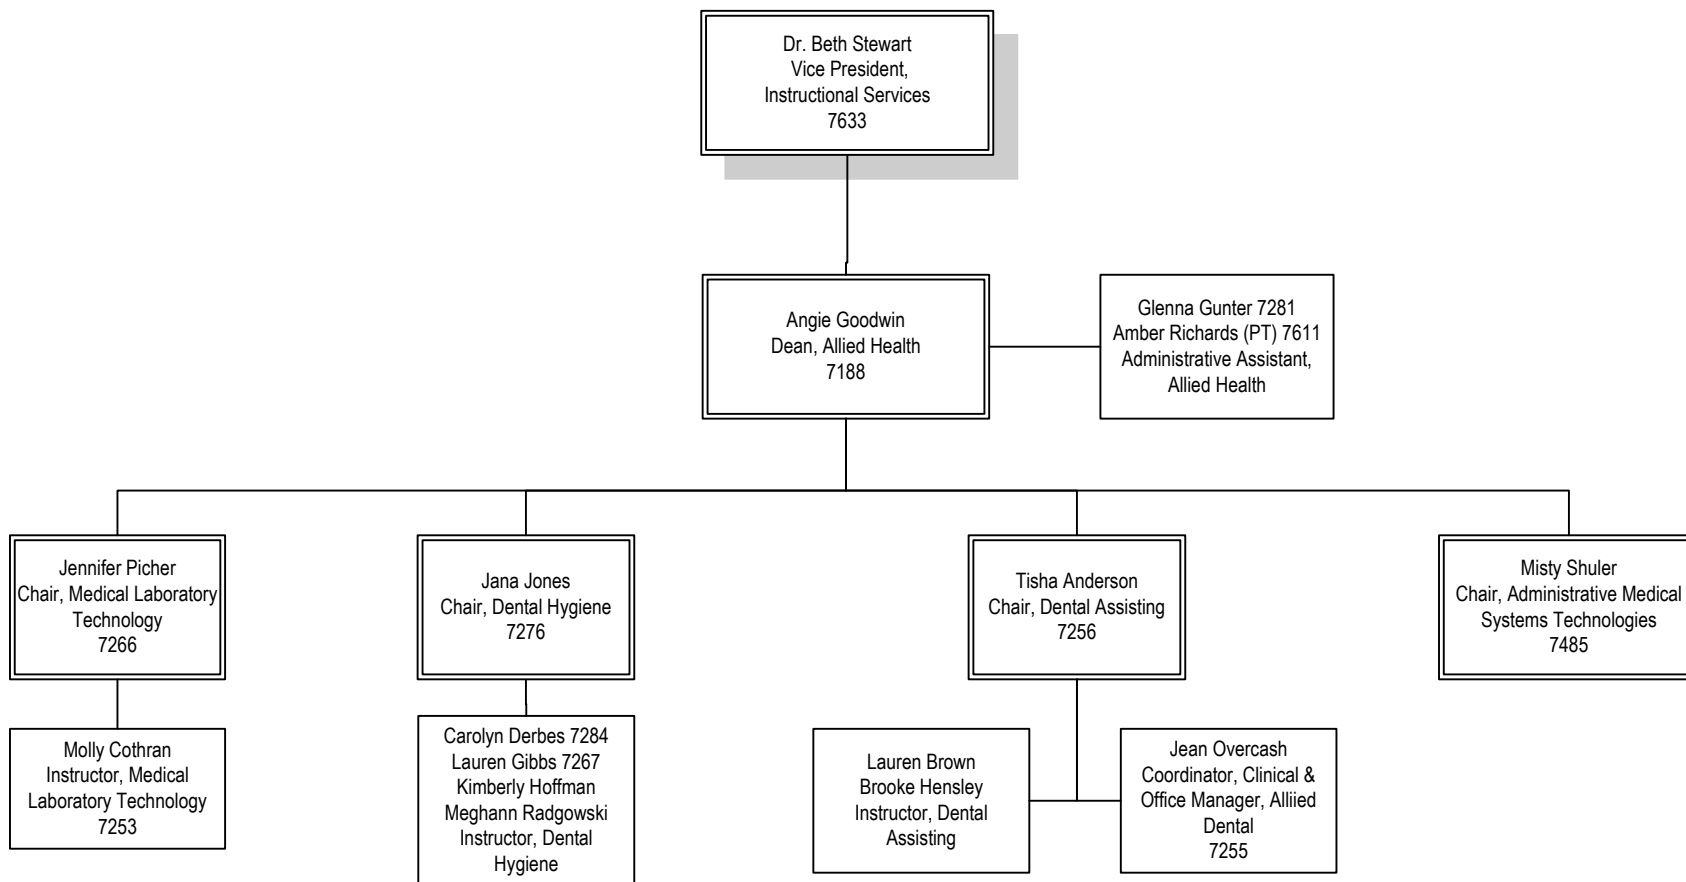 Dr. Beth Stewart
Vice President,
Instructional Services
7633
Angie Goodwin
Dean, Allied Health
7188
Glenna Gunter 7281
Amber Richards (PT) 7611
Administrative Assistant,
Allied Health
Jennifer Picher
Chair, Medical Laboratory
Technology
7266
Jana Jones
Chair, Dental Hygiene
7276
Tisha Anderson
Chair, Dental Assisting
7256
Misty Shuler
Chair, Administrative Medical
Systems Technologies
7485
Molly Cothran
Instructor, Medical
Laboratory Technology
7253
Carolyn Derbes 7284
Lauren Gibbs 7267
Kimberly Hoffman
Meghann Radgowski
Instructor, Dental
Hygiene
Lauren Brown
Brooke Hensley
Instructor, Dental
Assisting
Jean Overcash
Coordinator, Clinical &
Office Manager, Alliied
Dental
7255